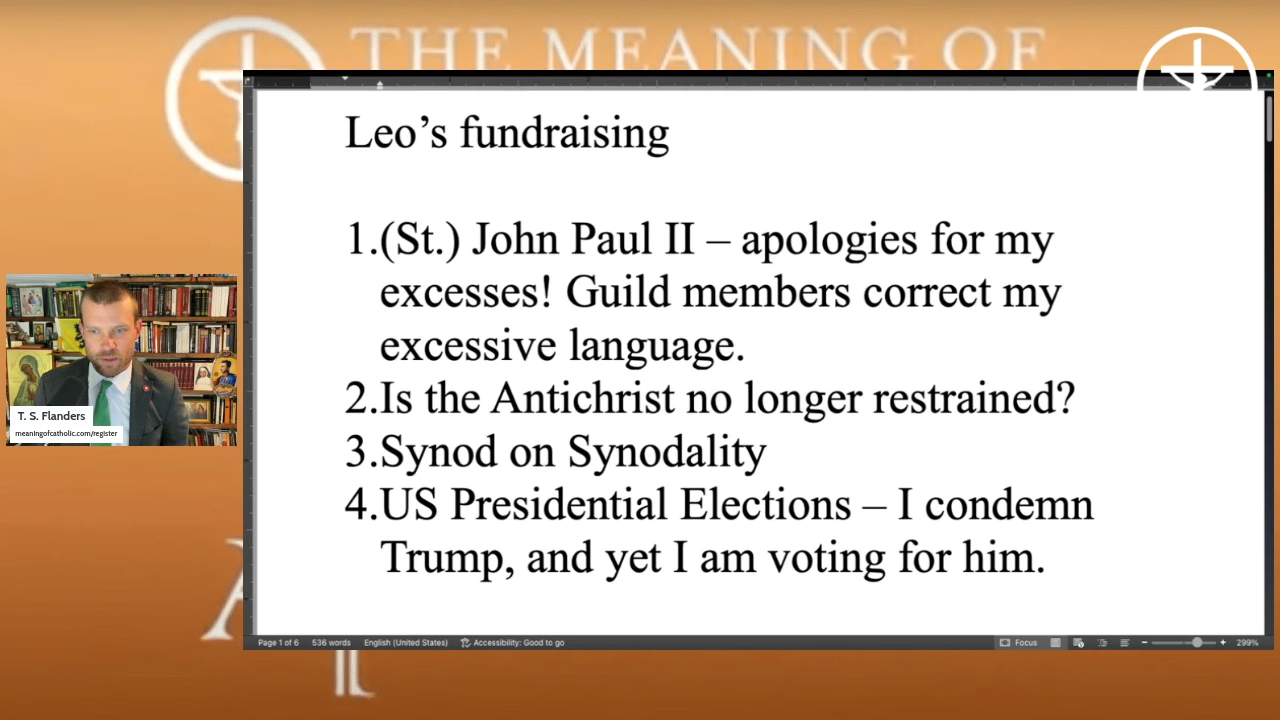 THE MEANING OF
Leo’s fundraising
1.(St.) John Paul II – apologies for my
excesses! Guild members correct my
excessive language.
2.Is the Antichrist no longer restrained?
3.Synod on Synodality
4.US Presidential Elections – I condemn
Trump, and yet I am voting for him.
T. S. Flanders
meaningofcatholic.com/register
Page 1 of 6 536 words English (United States) Accessibility: Good to go Focus 299%